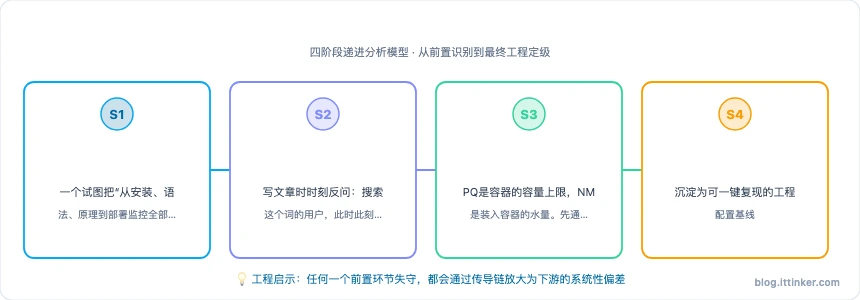 四阶段递进分析模型 · 从前置识别到最终工程定级
S1
一个试图把“从安装、语
法、原理到部署监控全部...
S2
写文章时时刻反问：搜索
这个词的用户，此时此刻...
S3
PQ是容器的容量上限，NM
是装入容器的水量。先通...
S4
沉淀为可一键复现的工程
配置基线
💡 工程启示：任何一个前置环节失守，都会通过传导链放大为下游的系统性偏差
blog.ittinker.com